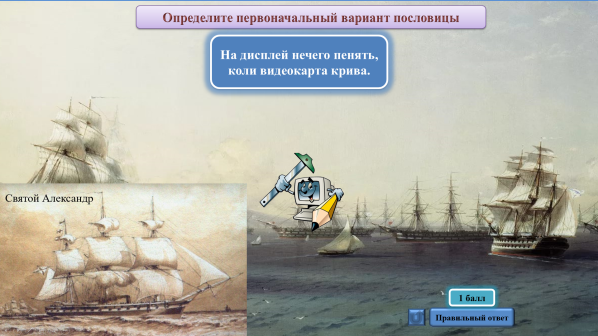 Определите первоначальный вариант пословицы
На дисплей нечего пенять,
коли видеокарта крива.
Святой Александр
1 балл
Правильный ответ